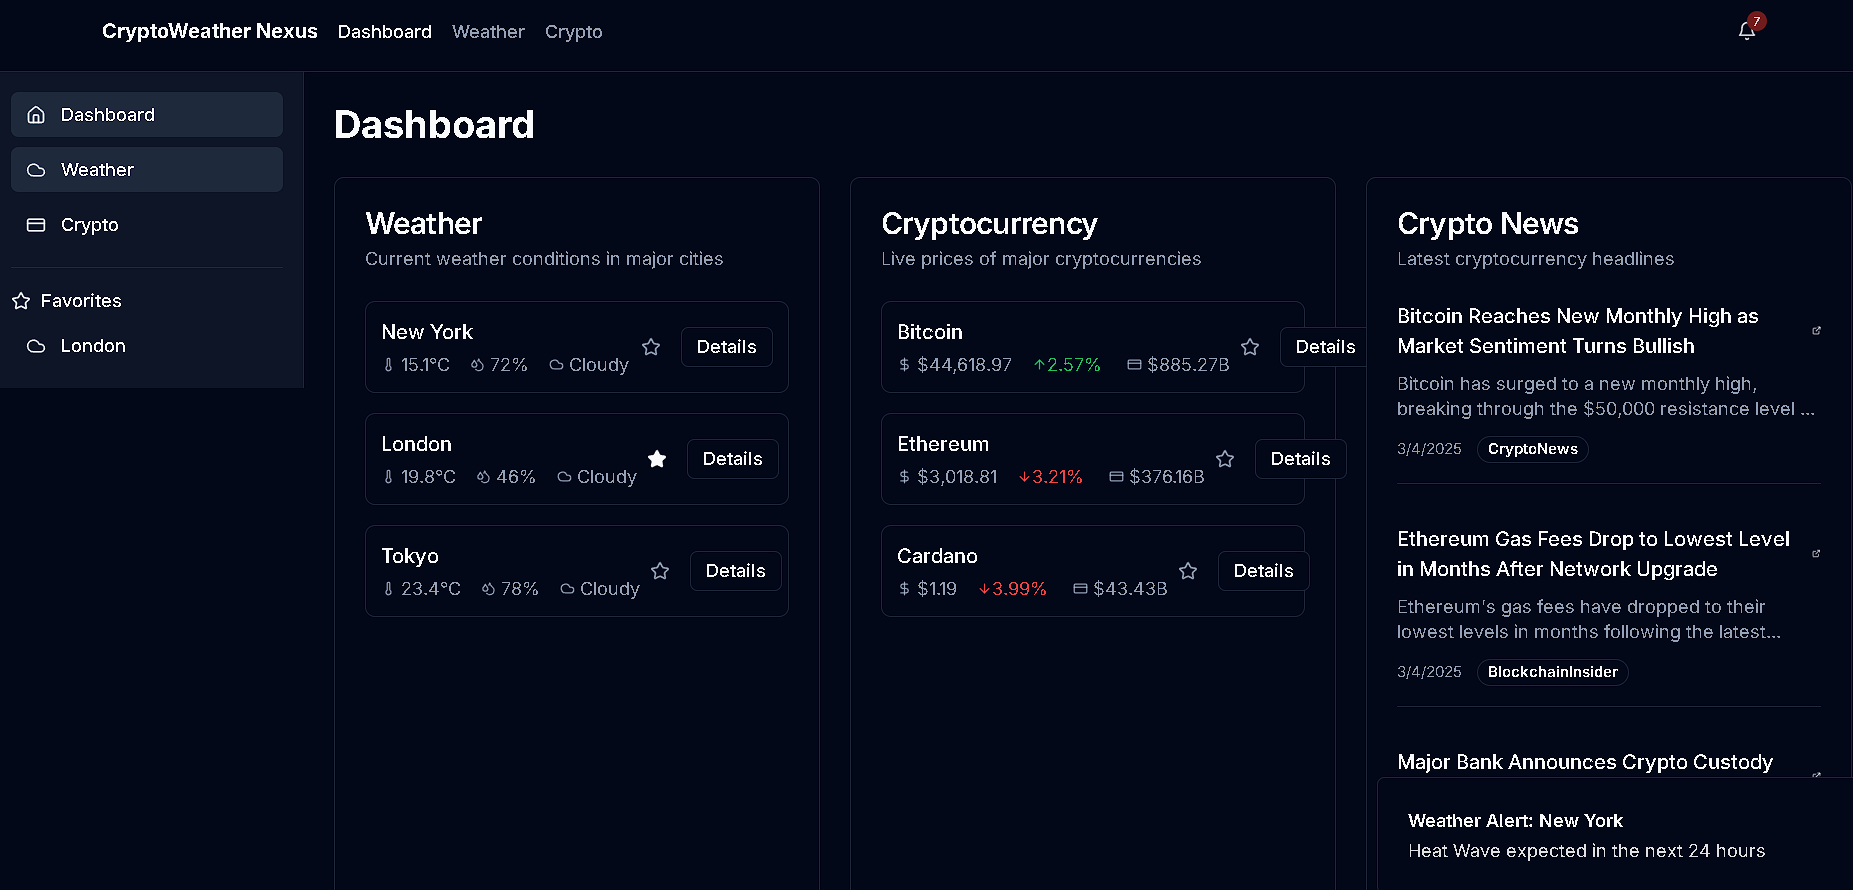 CryptoWeather Nexus Dashboard Weather Crypto 7
Dashboard
Weather
Crypto
Favorites
London
Dashboard
Weather
Current weather conditions in major cities
New York
15.1°C 72% Cloudy
Details
London
19.8°C 46% Cloudy
Details
Tokyo
23.4°C 78% Cloudy
Details
Cryptocurrency
Live prices of major cryptocurrencies
Bitcoin
$ $44,618.97 ↑2.57% $885.27B
Details
Ethereum
$ $3,018.81 ↓3.21% $376.16B
Details
Cardano
$ $1.19 ↓3.99% $43.43B
Details
Crypto News
Latest cryptocurrency headlines
Bitcoin Reaches New Monthly High as
Market Sentiment Turns Bullish
Bitcoin has surged to a new monthly high,
breaking through the $50,000 resistance level ...
3/4/2025 CryptoNews
Ethereum Gas Fees Drop to Lowest Level
in Months After Network Upgrade
Ethereum's gas fees have dropped to their
lowest levels in months following the latest...
3/4/2025 BlockchainInsider
Major Bank Announces Crypto Custody
Weather Alert: New York
Heat Wave expected in the next 24 hours